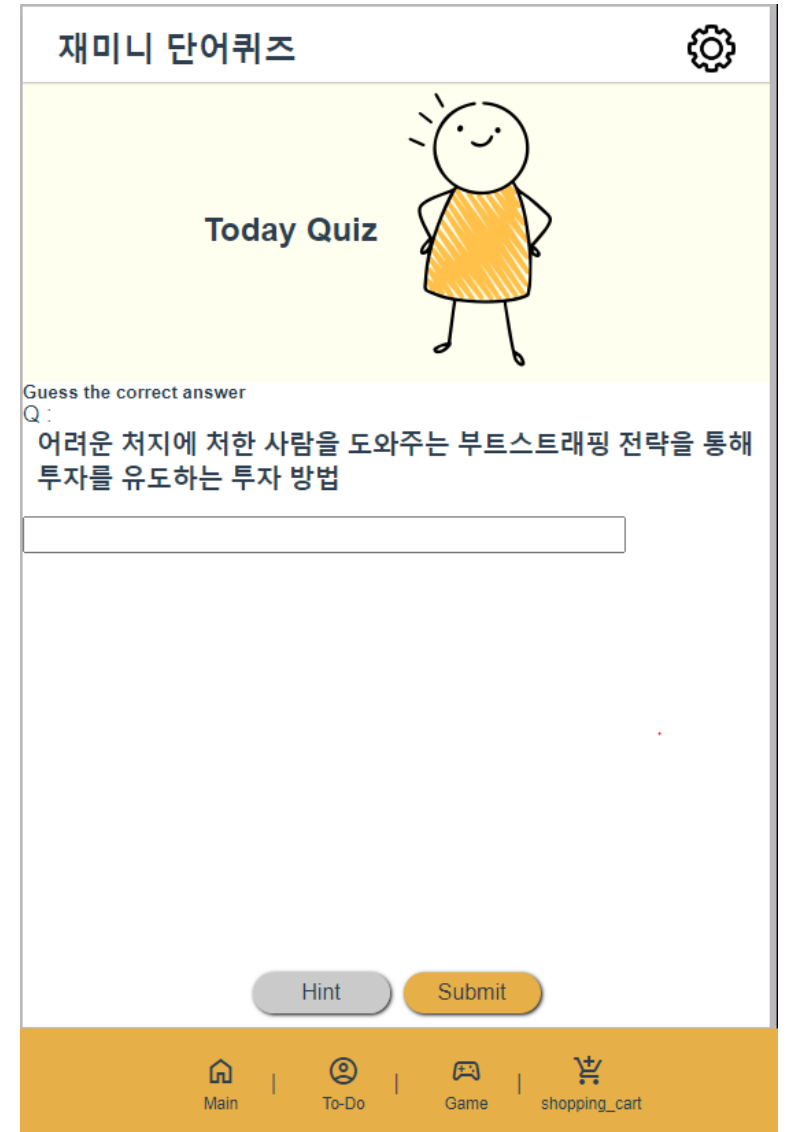 재미니 단어퀴즈
Today Quiz
Guess the correct answer
Q :
어려운 처지에 처한 사람을 도와주는 부트스트래핑 전략을 통해
투자를 유도하는 투자 방법
Hint
Submit
Main | To-Do | Game | shopping_cart